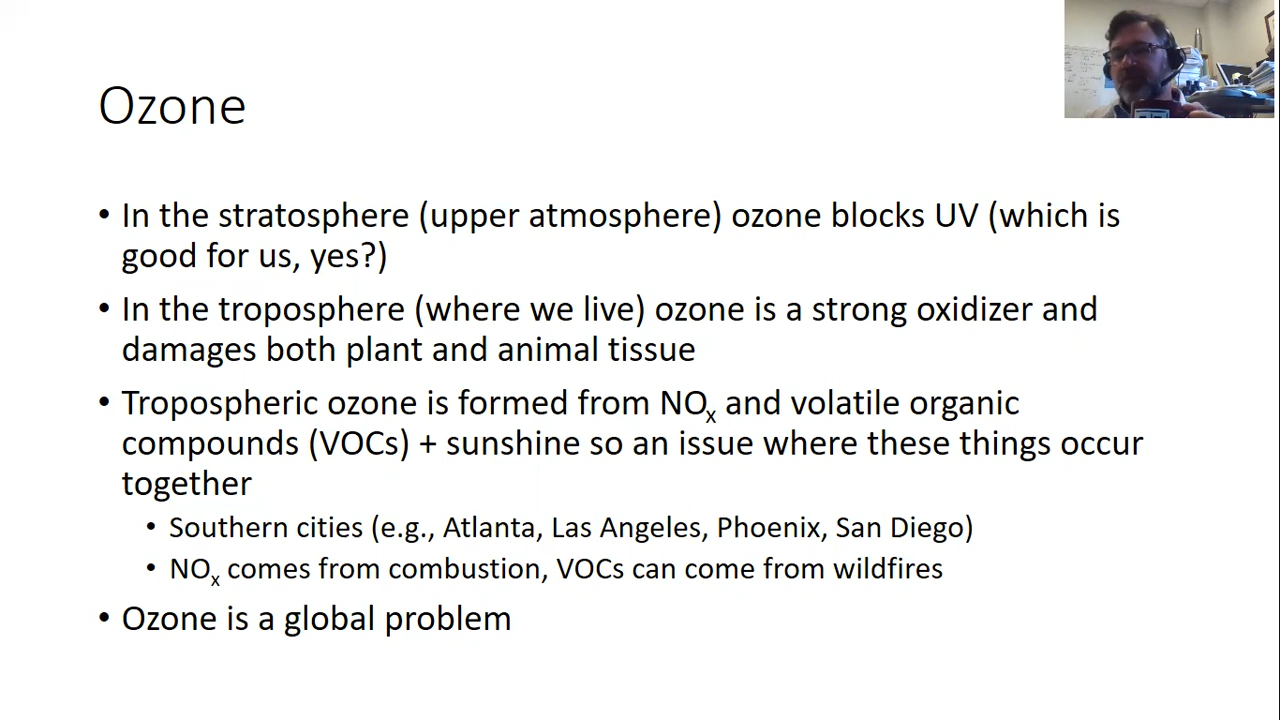 Ozone
• In the stratosphere (upper atmosphere) ozone blocks UV (which is
good for us, yes?)
• In the troposphere (where we live) ozone is a strong oxidizer and
damages both plant and animal tissue
• Tropospheric ozone is formed from NOx and volatile organic
compounds (VOCs) + sunshine so an issue where these things occur
together
• Southern cities (e.g., Atlanta, Las Angeles, Phoenix, San Diego)
• NOx comes from combustion, VOCs can come from wildfires
• Ozone is a global problem